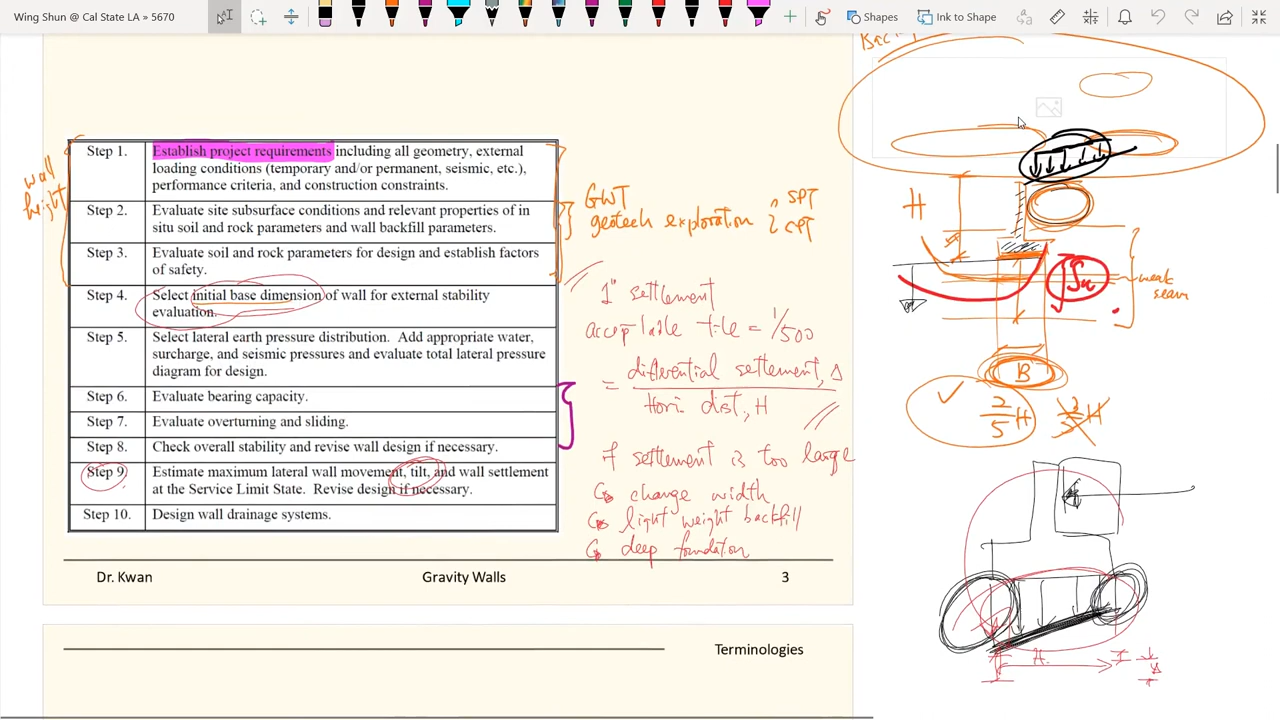 Wing Shun @ Cal State LA » 5670
Shapes
Ink to Shape
Step 1.
Establish project requirements including all geometry, external
loading conditions (temporary and/or permanent, seismic, etc.),
performance criteria, and construction constraints.
Step 2.
Evaluate site subsurface conditions and relevant properties of in
situ soil and rock parameters and wall backfill parameters.
Step 3.
Evaluate soil and rock parameters for design and establish factors
of safety.
Step 4.
Select initial base dimension of wall for external stability
evaluation.
Step 5.
Select lateral earth pressure distribution. Add appropriate water,
surcharge, and seismic pressures and evaluate total lateral pressure
diagram for design.
Step 6.
Evaluate bearing capacity.
Step 7.
Evaluate overturning and sliding.
Step 8.
Check overall stability and revise wall design if necessary.
Step 9.
Estimate maximum lateral wall movement, tilt, and wall settlement
at the Service Limit State. Revise design if necessary.
Step 10.
Design wall drainage systems.
wall
height
GWT
geotech exploration
SPT
CPT
1" settlement
acceptable title = 1/500
= differential settlement, Δ
Hori. dist., H
if settlement is too large
change width
light weight backfill
deep foundation
H
Su
weak
seam
B
2/5 H
H
Dr. Kwan
Gravity Walls
3
Terminologies